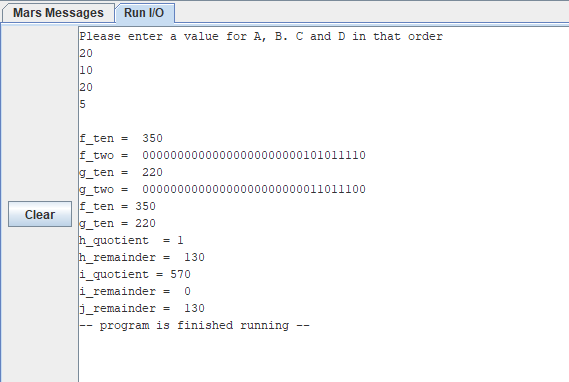 Mars Messages
Run I/O
Please enter a value for A, B. C and D in that order
20
10
20
5
f_ten =  350
f_two =  00000000000000000000000101011110
g_ten =  220
g_two =  00000000000000000000000011011100
f_ten = 350
g_ten = 220
h_quotient  = 1
h_remainder =  130
i_quotient = 570
i_remainder =  0
j_remainder =  130
-- program is finished running --
Clear